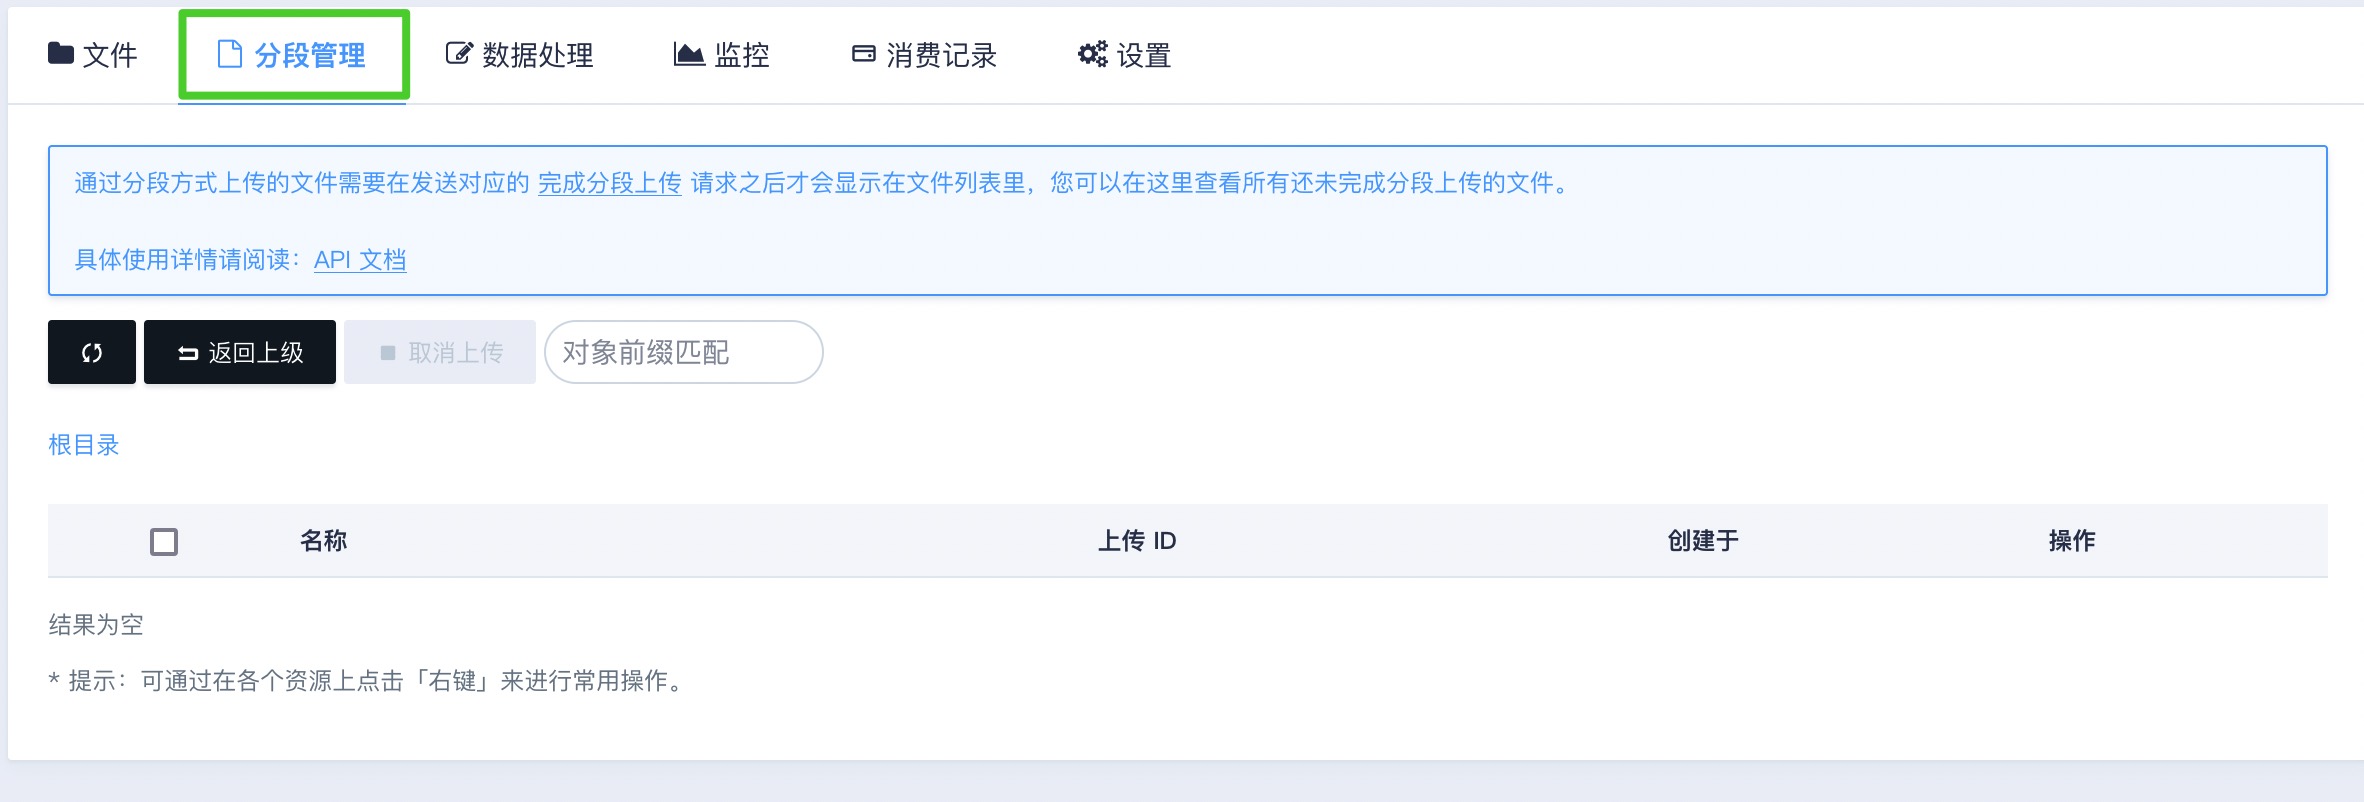 文件 分段管理 数据处理 监控 消费记录 设置
通过分段方式上传的文件需要在发送对应的 完成分段上传 请求之后才会显示在文件列表里，您可以在这里查看所有还未完成分段上传的文件。
具体使用详情请阅读：API 文档
返回上级 取消上传 对象前缀匹配
根目录
名称 上传 ID 创建于 操作
结果为空
* 提示：可通过在各个资源上点击「右键」来进行常用操作。